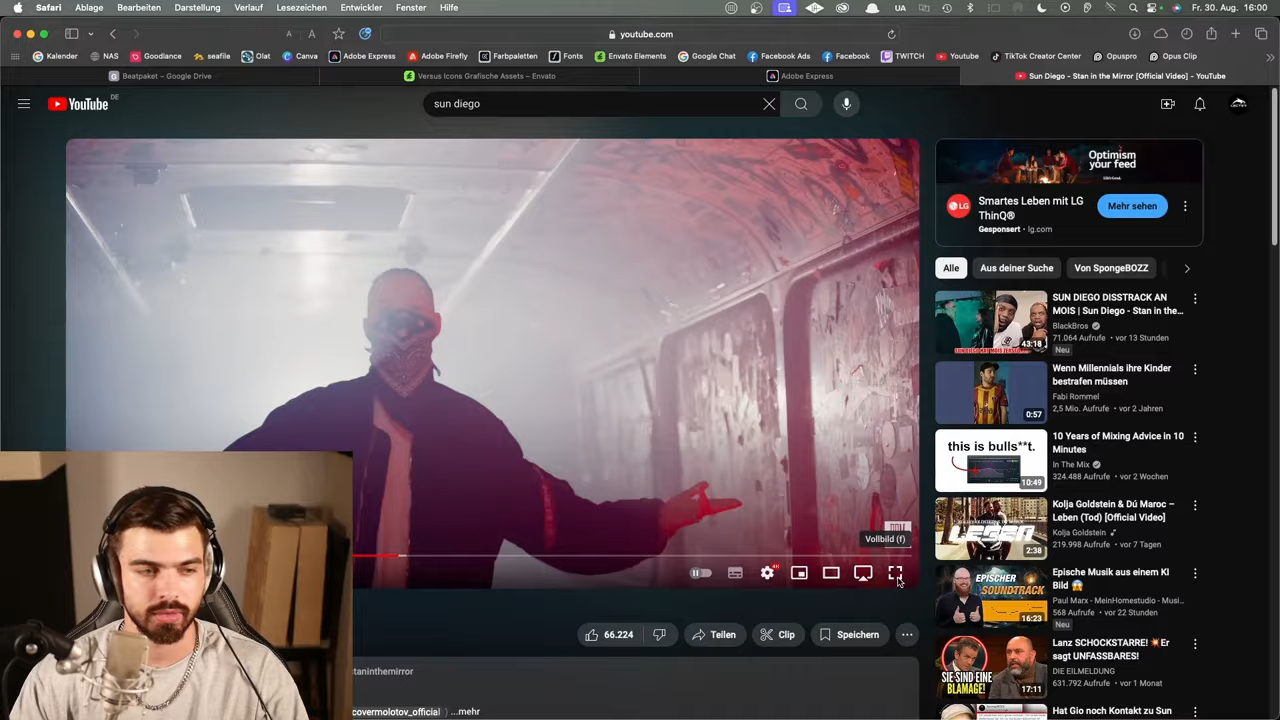 Safari Ablage Bearbeiten Darstellung Verlauf Lesezeichen Entwickler Fenster Hilfe
UA
Fr. 30. Aug. 16:00
youtube.com
Kalender NAS Goodlance seafile Olat Canva Adobe Express Adobe Firefly Farbpaletten Fonts Envato Elements Google Chat Facebook Ads Facebook TWITCH Youtube TikTok Creator Center Opuspro Opus Clip
Beatpaket – Google Drive
Versus Icons Grafische Assets – Envato
Adobe Express
Sun Diego - Stan in the Mirror [Official Video] - YouTube
YouTube DE
sun diego
Optimism
your feed
LG
Smartes Leben mit LG
ThinQ®
Gesponsert • lg.com
Mehr sehen
Alle
Aus deiner Suche
Von SpongeBOZZ
43:18
SUN DIEGO DISSTRACK AN
MOIS | Sun Diego - Stan in the...
BlackBros
71.064 Aufrufe • vor 13 Stunden
Neu
0:57
Wenn Millennials ihre Kinder
bestrafen müssen
Fabi Rommel
2,5 Mio. Aufrufe • vor 2 Jahren
this is bulls**t.
10:49
10 Years of Mixing Advice in 10
Minutes
In The Mix
324.488 Aufrufe • vor 2 Wochen
LEBEN
2:38
Kolja Goldstein & Dú Maroc –
Leben (Tod) [Official Video]
Kolja Goldstein
219.998 Aufrufe • vor 7 Tagen
EPISCHER
SOUNDTRACK
16:23
Epische Musik aus einem KI
Bild 😱
Paul Marx - MeinHomestudio - Musi...
568 Aufrufe • vor 22 Stunden
Neu
SIE SIND EINE
BLAMAGE!
17:11
Lanz SCHOCKSTARRE! 💥Er
sagt UNFASSBARES!
DIE EILMELDUNG
631.792 Aufrufe • vor 1 Monat
Hat Gio noch Kontakt zu Sun
Vollbild (f)
4K
66.224
Teilen
Clip
Speichern
staninthemirror
covermolotov_official ) ...mehr